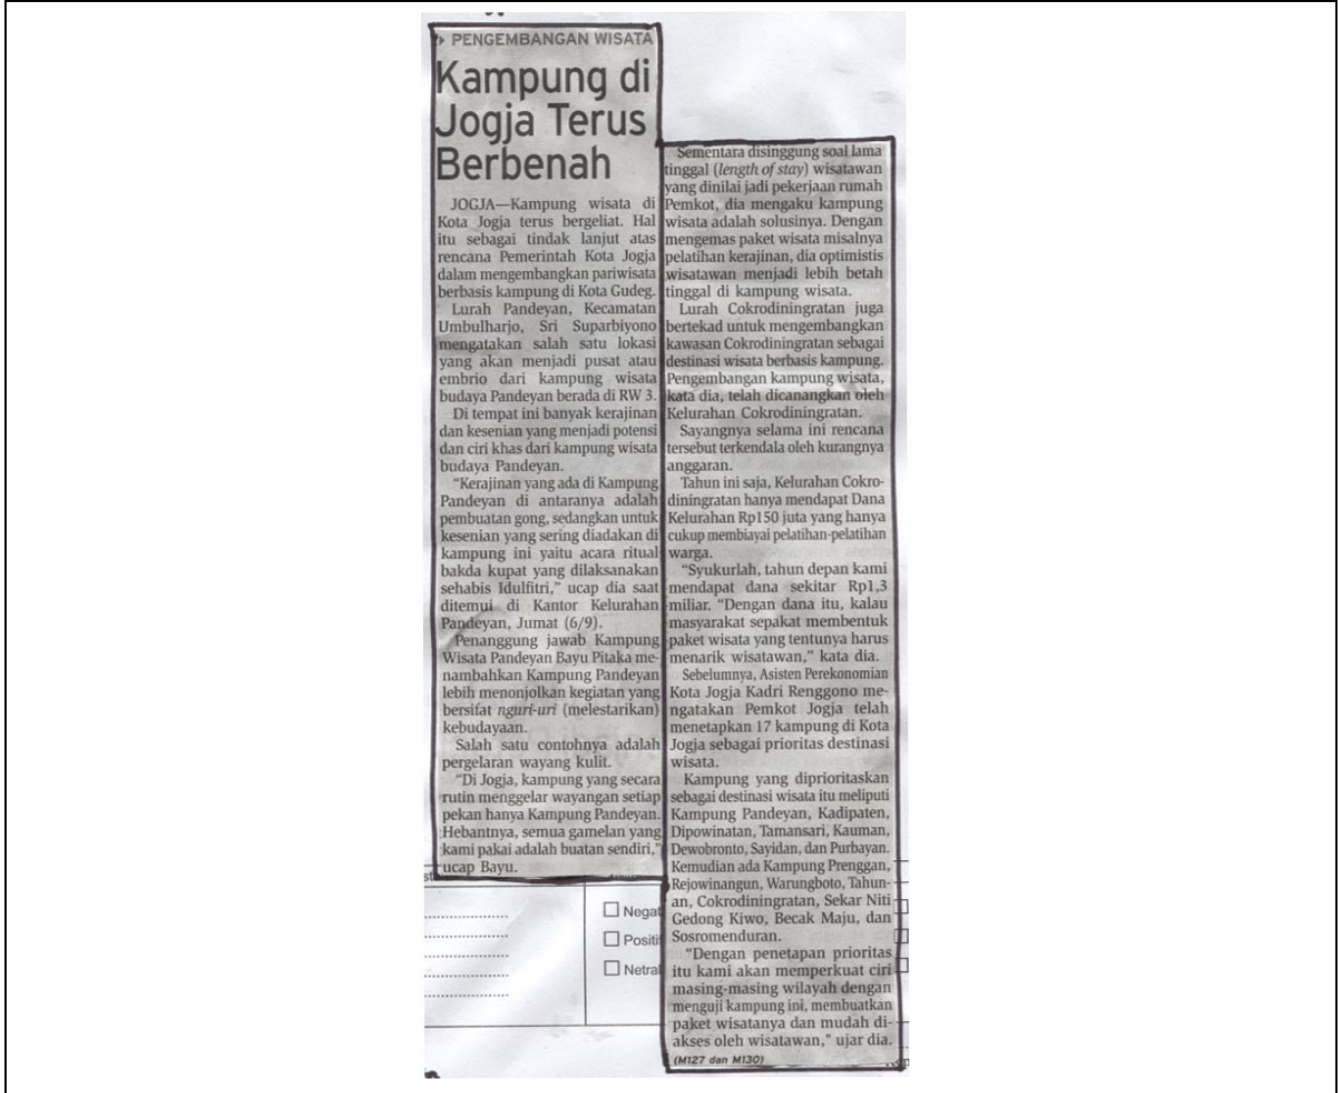 PENGEMBANGAN WISATA
Kampung di
Jogja Terus
Berbenah
JOGJA—Kampung wisata di
Kota Jogja terus bergeliat. Hal
itu sebagai tindak lanjut atas
rencana Pemerintah Kota Jogja
dalam mengembangkan pariwisata
berbasis kampung di Kota Gudeg.
Lurah Pandeyan, Kecamatan
Umbulharjo, Sri Suparbiyono
mengatakan salah satu lokasi
yang akan menjadi pusat atau
embrio dari kampung wisata
budaya Pandeyan berada di RW 3.
Di tempat ini banyak kerajinan
dan kesenian yang menjadi potensi
dan ciri khas dari kampung wisata
budaya Pandeyan.
"Kerajinan yang ada di Kampung
Pandeyan di antaranya adalah
pembuatan gong, sedangkan untuk
kesenian yang sering diadakan di
kampung ini yaitu acara ritual
bakda kupat yang dilaksanakan
sehabis Idulfitri," ucap dia saat
ditemui di Kantor Kelurahan
Pandeyan, Jumat (6/9).
Penanggung jawab Kampung
Wisata Pandeyan Bayu Pitaka me-
nambahkan Kampung Pandeyan
lebih menonjolkan kegiatan yang
bersifat nguri-uri (melestarikan)
kebudayaan.
Salah satu contohnya adalah
pergelaran wayang kulit.
"Di Jogja, kampung yang secara
rutin menggelar wayangan setiap
pekan hanya Kampung Pandeyan.
Hebantnya, semua gamelan yang
kami pakai adalah buatan sendiri,"
ucap Bayu.
Sementara disinggung soal lama
tinggal (length of stay) wisatawan
yang dinilai jadi pekerjaan rumah
Pemkot, dia mengaku kampung
wisata adalah solusinya. Dengan
mengemas paket wisata misalnya
pelatihan kerajinan, dia optimistis
wisatawan menjadi lebih betah
tinggal di kampung wisata.
Lurah Cokrodiningratan juga
bertekad untuk mengembangkan
kawasan Cokrodiningratan sebagai
destinasi wisata berbasis kampung.
Pengembangan kampung wisata,
kata dia, telah dicanangkan oleh
Kelurahan Cokrodiningratan.
Sayangnya selama ini rencana
tersebut terkendala oleh kurangnya
anggaran.
Tahun ini saja, Kelurahan Cokro-
diningratan hanya mendapat Dana
Kelurahan Rp150 juta yang hanya
cukup membiayai pelatihan-pelatihan
warga.
"Syukurlah, tahun depan kami
mendapat dana sekitar Rp1,3
miliar. "Dengan dana itu, kalau
masyarakat sepakat membentuk
paket wisata yang tentunya harus
menarik wisatawan," kata dia.
Sebelumnya, Asisten Perekonomian
Kota Jogja Kadri Renggono me-
ngatakan Pemkot Jogja telah
menetapkan 17 kampung di Kota
Jogja sebagai prioritas destinasi
wisata.
Kampung yang diprioritaskan
sebagai destinasi wisata itu meliputi
Kampung Pandeyan, Kadipaten,
Dipowinatan, Tamansari, Kauman,
Dewobronto, Sayidan, dan Purbayan.
Kemudian ada Kampung Prenggan,
Rejowinangun, Warungboto, Tahun-
an, Cokrodiningratan, Sekar Niti
Gedong Kiwo, Becak Maju, dan
Sosromenduran.
"Dengan penetapan prioritas
itu kami akan memperkuat ciri
masing-masing wilayah dengan
menguji kampung ini, membuatkan
paket wisatanya dan mudah di-
akses oleh wisatawan," ujar dia.
(M127 dan M130)
Negat
Positi
Netral